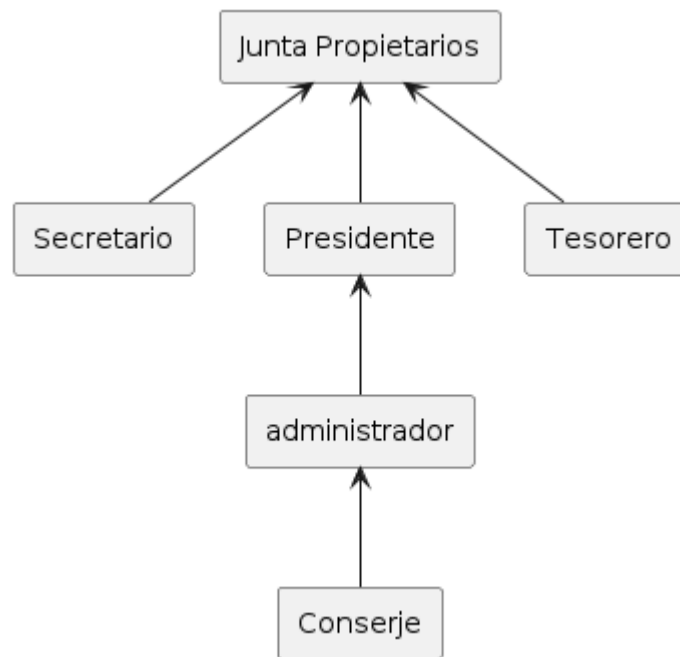 Junta Propietarios
Secretario
Presidente
Tesorero
administrador
Conserje